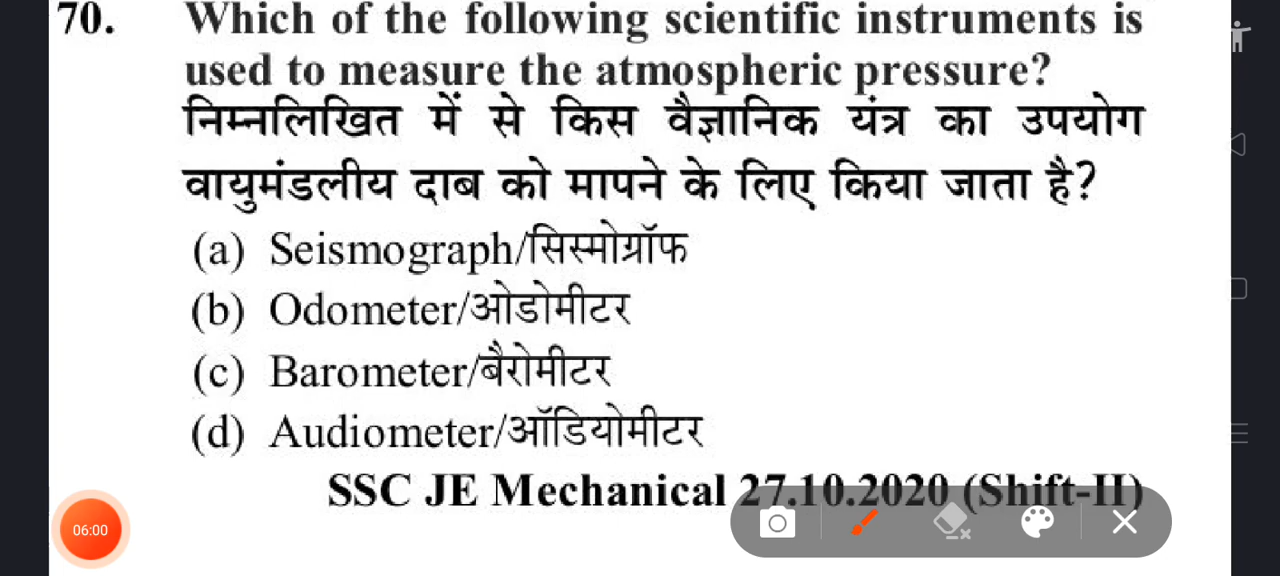 70. Which of the following scientific instruments is
used to measure the atmospheric pressure?
निम्नलिखित में से किस वैज्ञानिक यंत्र का उपयोग
वायुमंडलीय दाब को मापने के लिए किया जाता है?
(a) Seismograph/सिस्मोग्रॉफ
(b) Odometer/ओडोमीटर
(c) Barometer/बैरोमीटर
(d) Audiometer/ऑडियोमीटर
SSC JE Mechanical 27.10.2020 (Shift-II)
06:00